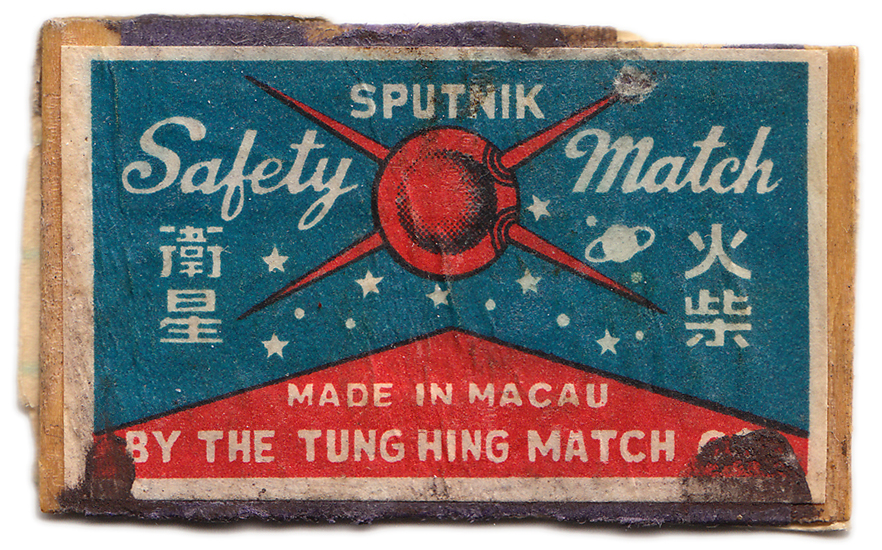 SPUTNIK
Safety Match
衛星
火柴
MADE IN MACAU
BY THE TUNG HING MATCH